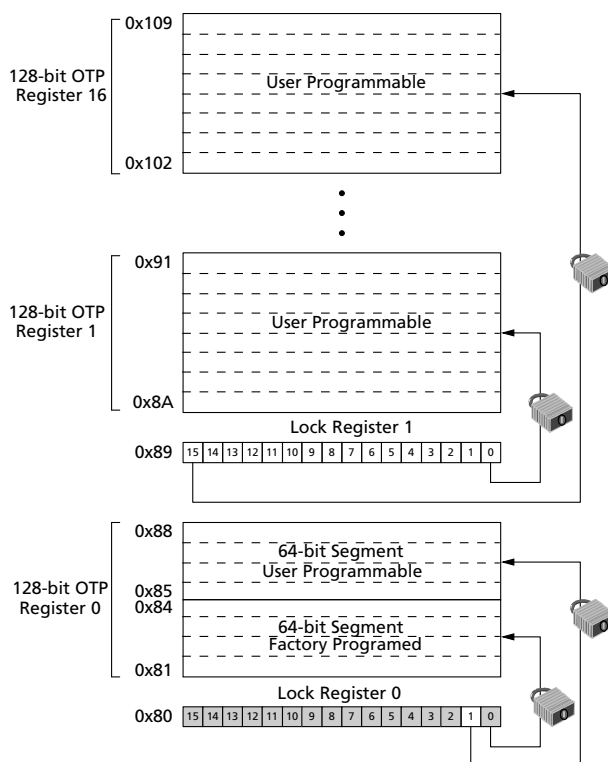 0x109
128-bit OTP
Register 16
User Programmable
0x102
0x91
128-bit OTP
Register 1
User Programmable
0x8A
Lock Register 1
0x89
15 14 13 12 11 10 9 8 7 6 5 4 3 2 1 0
0x88
64-bit Segment
User Programmable
128-bit OTP
Register 0
0x85
0x84
64-bit Segment
Factory Programed
0x81
Lock Register 0
0x80
15 14 13 12 11 10 9 8 7 6 5 4 3 2 1 0